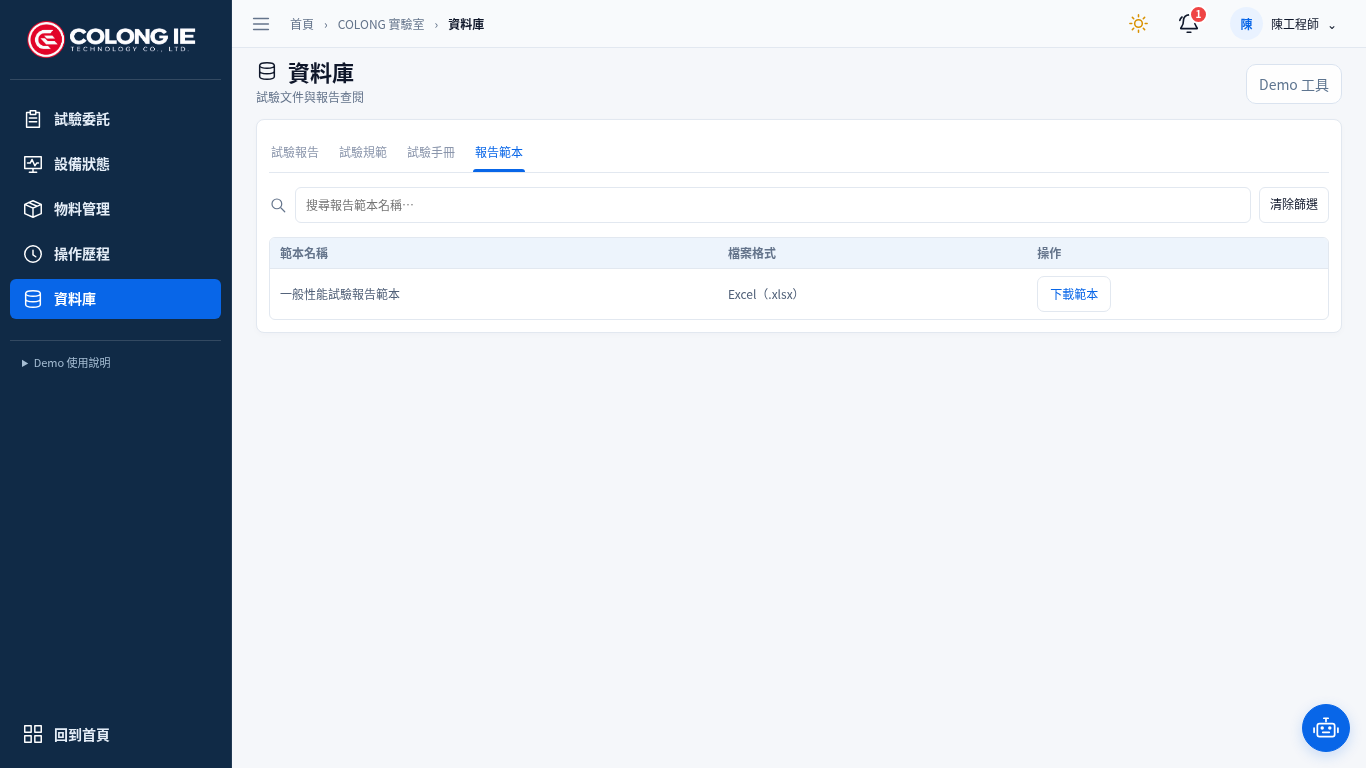 COLONG IE
TECHNOLOGY CO., LTD.
試驗委託
設備狀態
物料管理
操作歷程
資料庫
▶ Demo 使用說明
回到首頁
首頁 › COLONG 實驗室 › 資料庫
1
陳 陳工程師
資料庫
試驗文件與報告查閱
Demo 工具
試驗報告 試驗規範 試驗手冊 報告範本
搜尋報告範本名稱… 清除篩選
範本名稱 檔案格式 操作
一般性能試驗報告範本 Excel（.xlsx） 下載範本